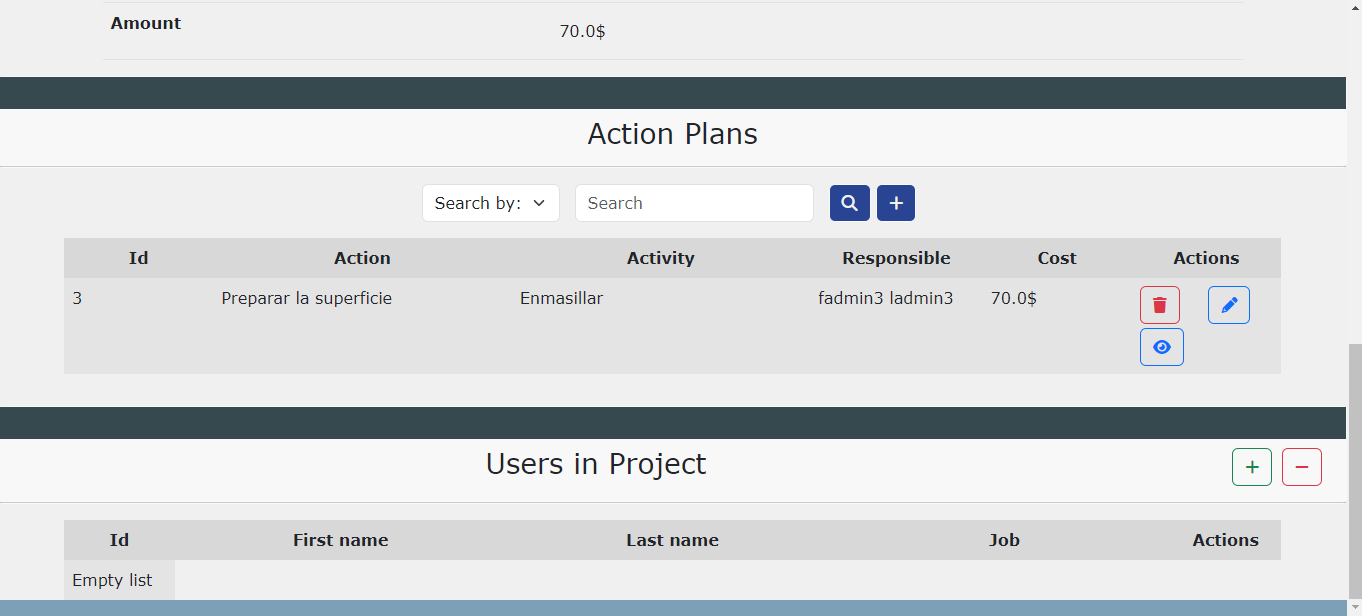 Amount
70.0$
Action Plans
Search by:
Search
Id Action Activity Responsible Cost Actions
3 Preparar la superficie Enmasillar fadmin3 ladmin3 70.0$
Users in Project
Id First name Last name Job Actions
Empty list